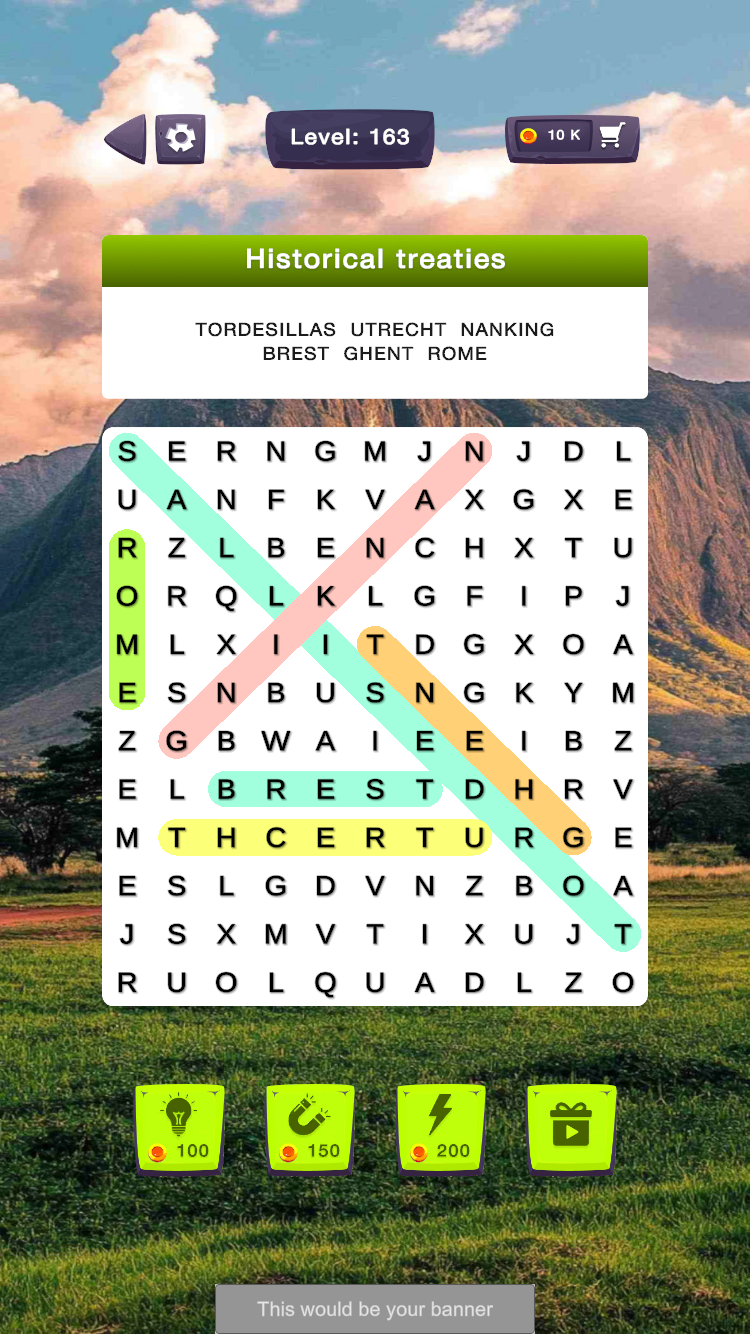 Level: 163
10 K
Historical treaties
TORDESILLAS UTRECHT NANKING
BREST GHENT ROME
S E R N G M J N J D L
U A N F K V A X G X E
R Z L B E N C H X T U
O R Q L K L G F I P J
M L X I I T D G X O A
E S N B U S N G K Y M
Z G B W A I E E I B Z
E L B R E S T D H R V
M T H C E R T U R G E
E S L G D V N Z B O A
J S X M V T I X U J T
R U O L Q U A D L Z O
100 150 200
This would be your banner